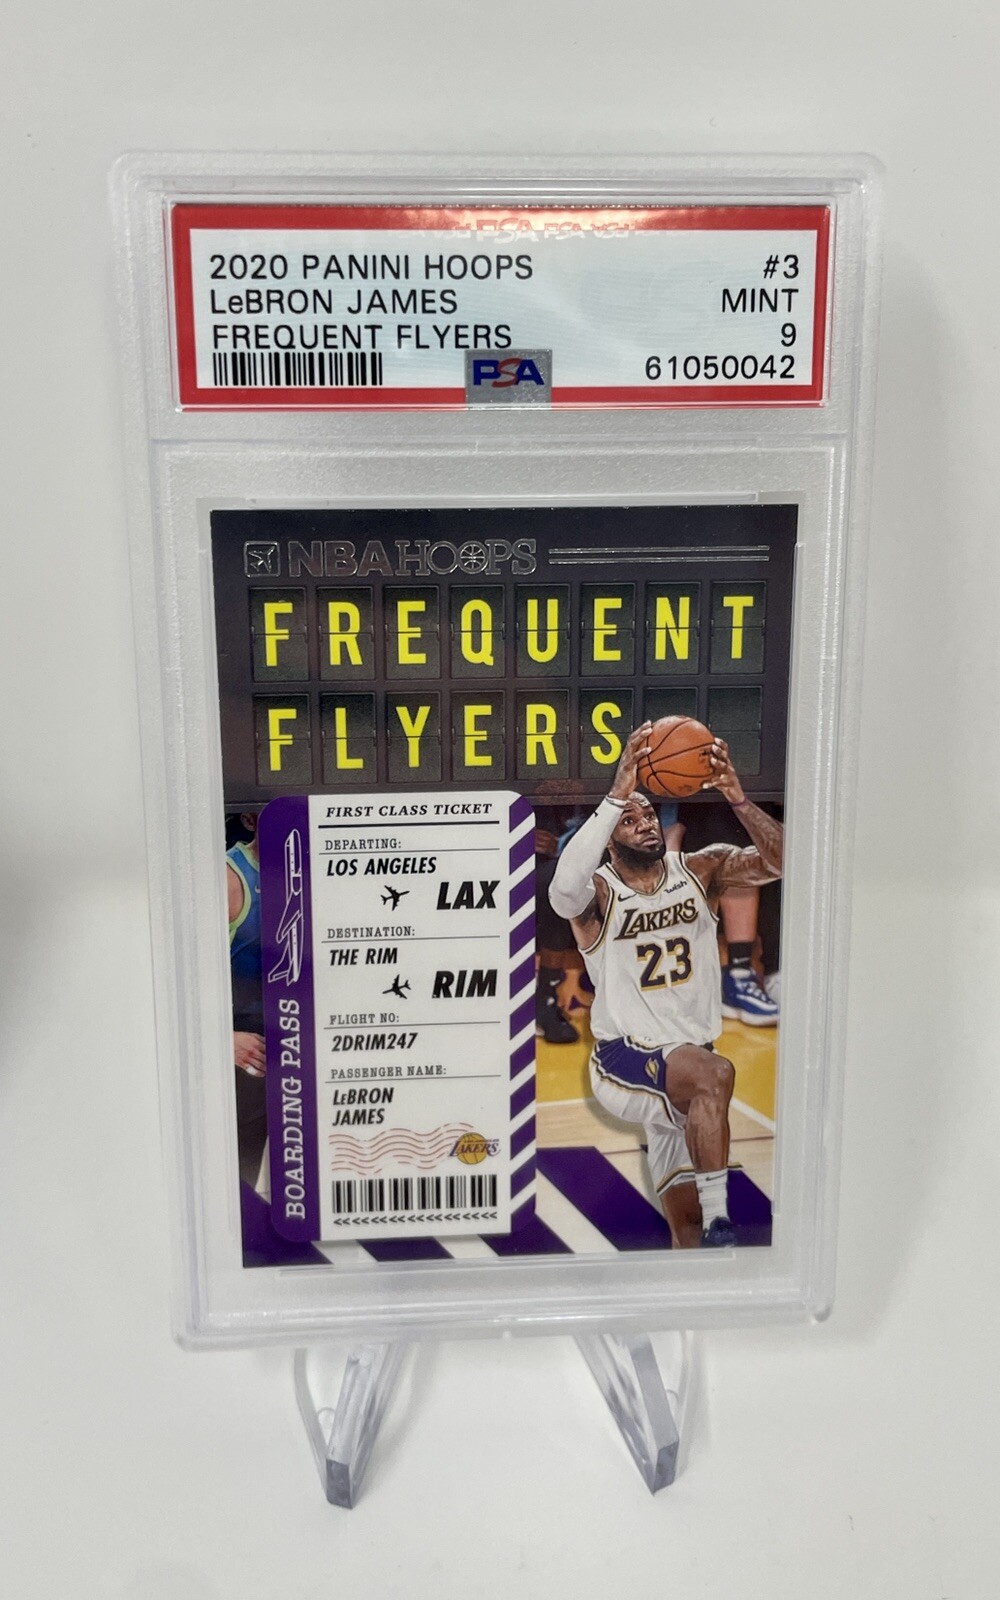 2020 PANINI HOOPS #3
LeBRON JAMES MINT
FREQUENT FLYERS 9
PSA 61050042
NBA HOOPS
FREQUENT
FLYERS
FIRST CLASS TICKET
DEPARTING:
LOS ANGELES
LAX
DESTINATION:
THE RIM
RIM
FLIGHT NO:
2DRIM247
PASSENGER NAME:
LeBRON
JAMES
LAKERS
<<<<<<<<<<<<<<<<<
BOARDING PASS
wish
LAKERS
23